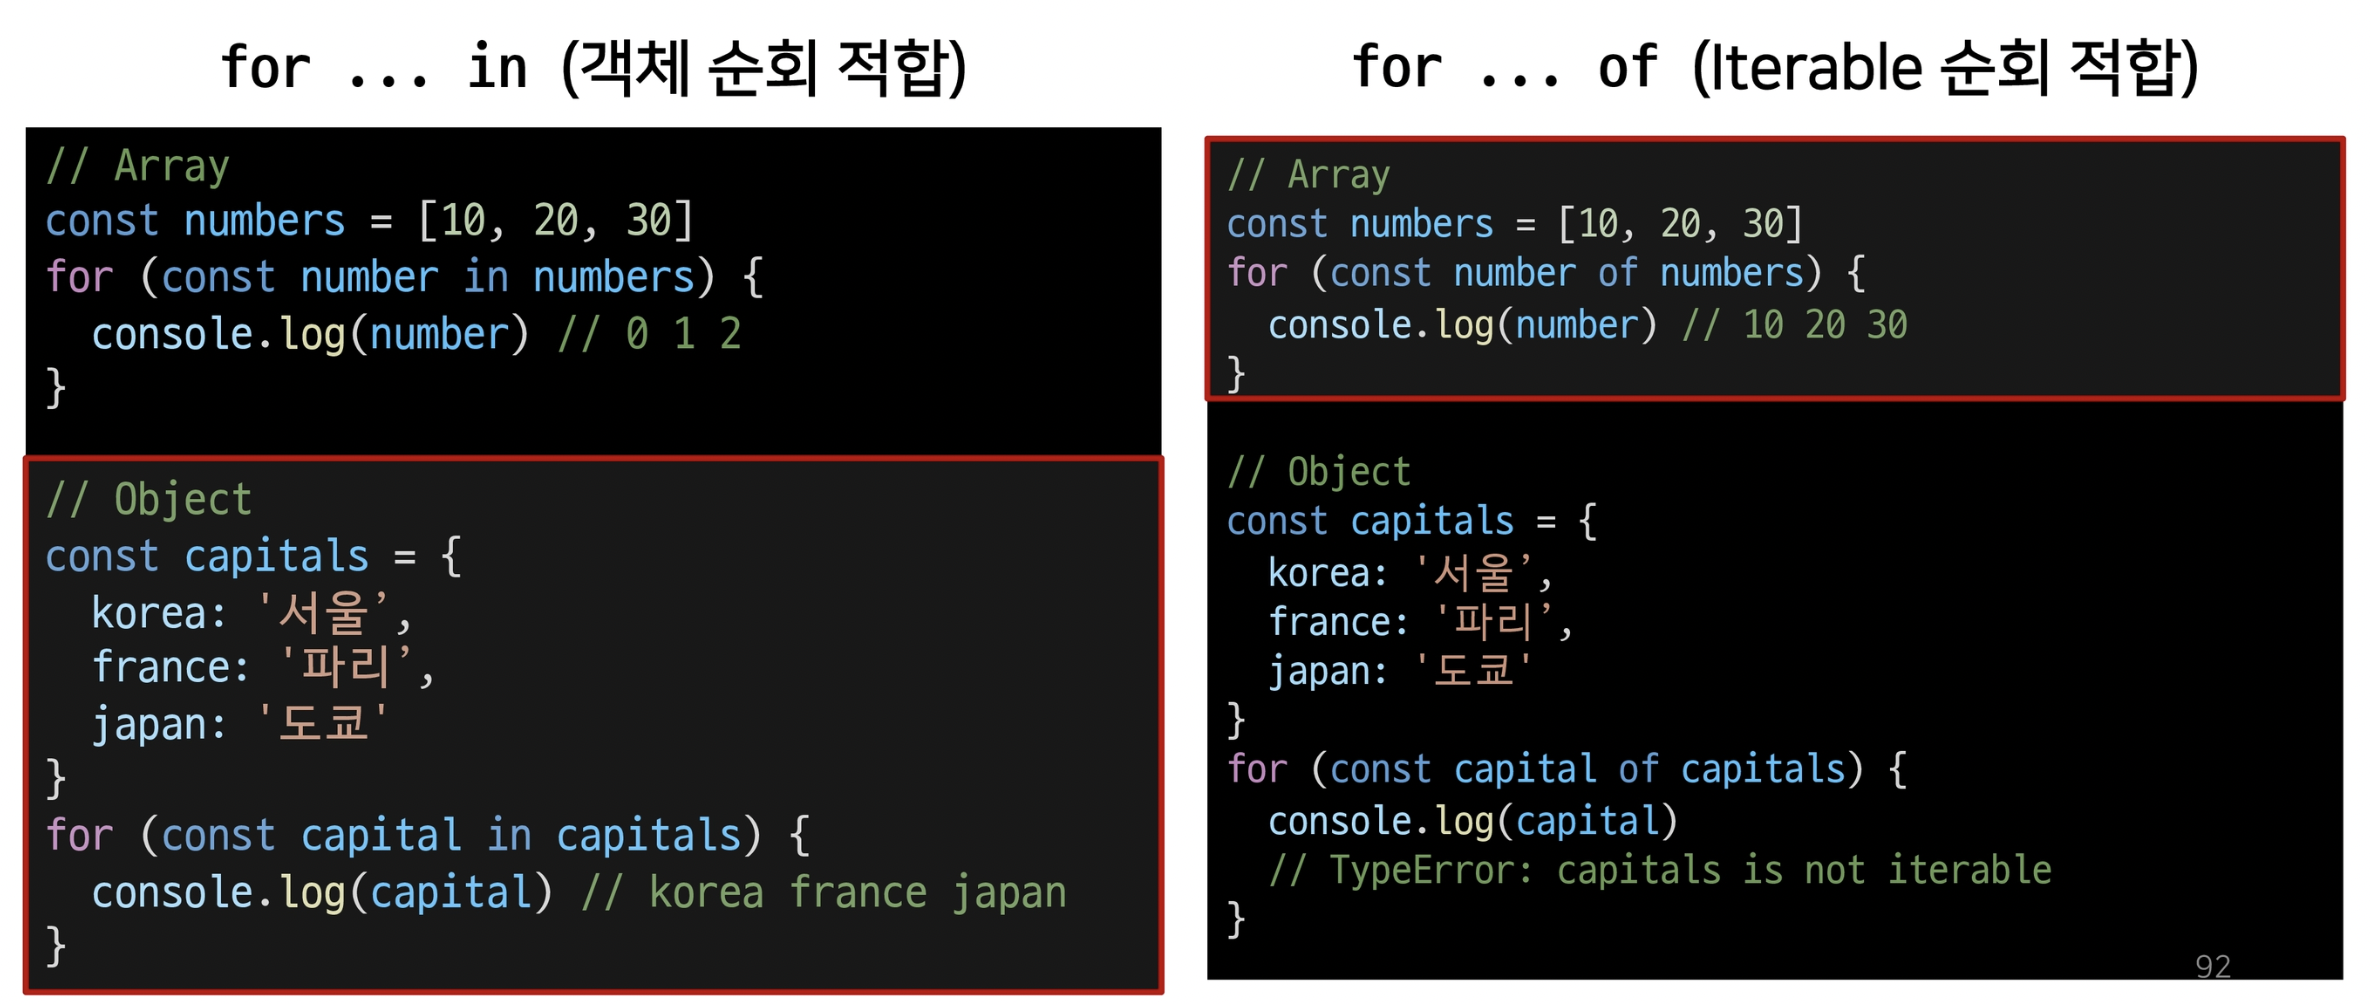 for ... in (객체 순회 적합)
// Array
const numbers = [10, 20, 30]
for (const number in numbers) {
  console.log(number) // 0 1 2
}
// Object
const capitals = {
  korea: '서울’,
  france: '파리’,
  japan: '도쿄'
}
for (const capital in capitals) {
  console.log(capital) // korea france japan
}
for ... of (Iterable 순회 적합)
// Array
const numbers = [10, 20, 30]
for (const number of numbers) {
  console.log(number) // 10 20 30
}
// Object
const capitals = {
  korea: '서울’,
  france: '파리’,
  japan: '도쿄'
}
for (const capital of capitals) {
  console.log(capital)
  // TypeError: capitals is not iterable
}
92